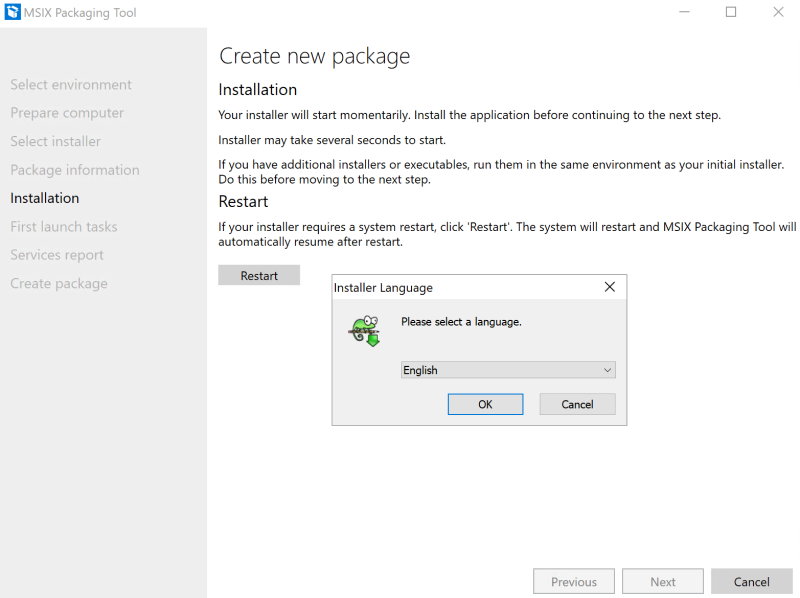 MSIX Packaging Tool
Select environment
Prepare computer
Select installer
Package information
Installation
First launch tasks
Services report
Create package
Create new package
Installation
Your installer will start momentarily. Install the application before continuing to the next step.
Installer may take several seconds to start.
If you have additional installers or executables, run them in the same environment as your initial installer.
Do this before moving to the next step.
Restart
If your installer requires a system restart, click 'Restart'. The system will restart and MSIX Packaging Tool will
automatically resume after restart.
Restart
Installer Language
Please select a language.
English
OK
Cancel
Previous
Next
Cancel